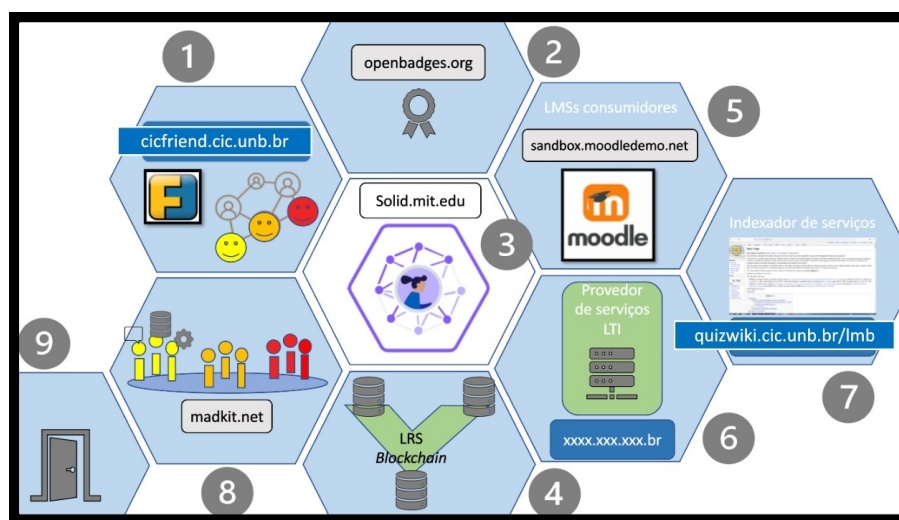 1
cicfriend.cic.unb.br
F
openbadges.org
2
Solid.mit.edu
3
LRS
Blockchain
4
LMSs consumidores
sandbox.moodledemo.net
m
moodle
5
Provedor
de serviços
LTI
xxxx.xxx.xxx.br
6
Indexador de serviços
quizwiki.cic.unb.br/lmb
7
madkit.net
8
9